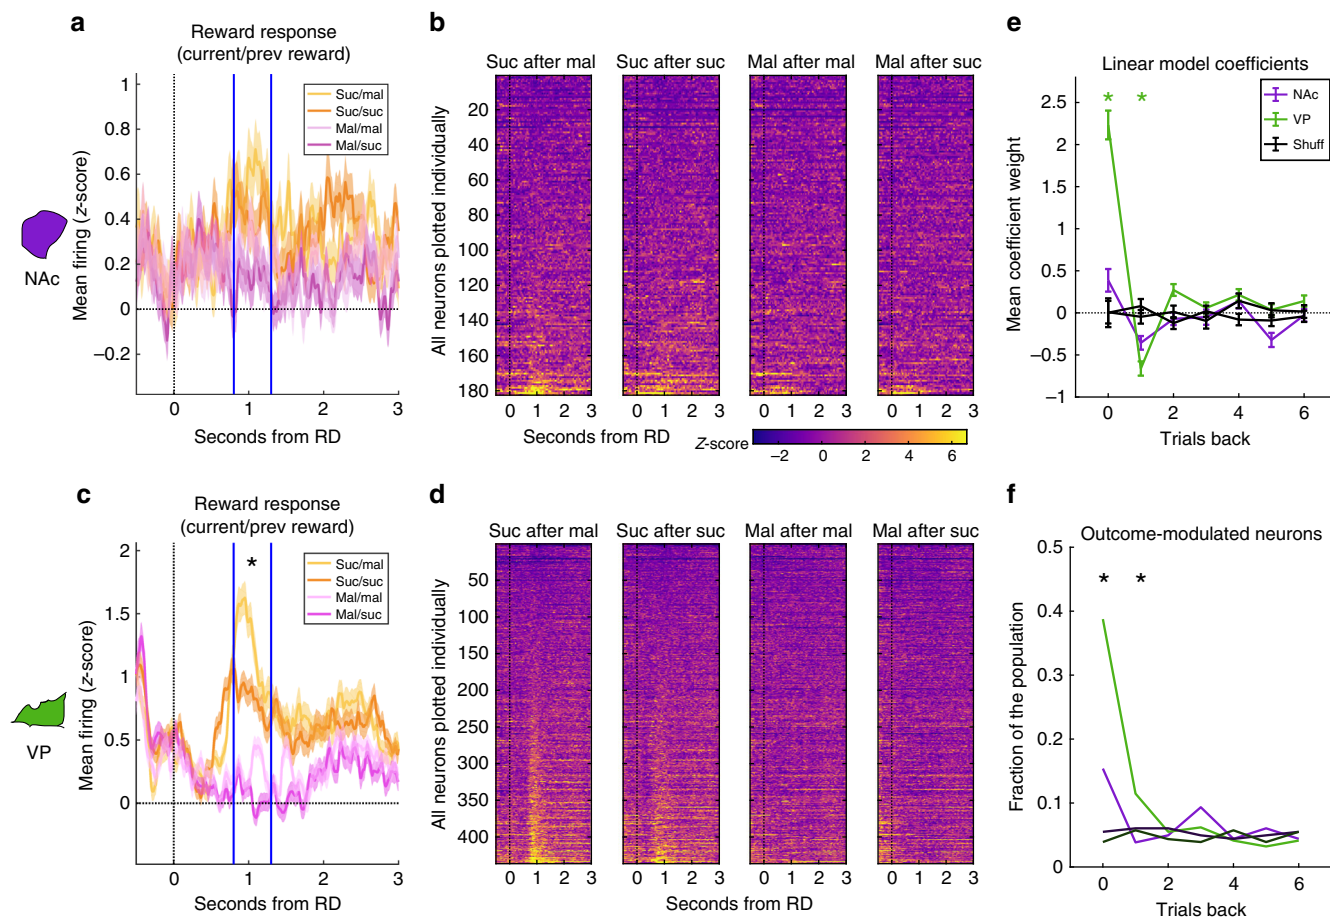 a
Reward response
(current/prev reward)
1
0.8
0.6
0.4
0.2
0
−0.2
Mean firing (z-score)
Suc/mal
Suc/suc
Mal/mal
Mal/suc
0
1
2
3
Seconds from RD
NAc
b
Suc after mal
Suc after suc
Mal after mal
Mal after suc
All neurons plotted individually
20
40
60
80
100
120
140
160
180
0 1 2 3
0 1 2 3
0 1 2 3
0 1 2 3
Seconds from RD
Z-score
−2 0 2 4 6
e
Linear model coefficients
NAc
VP
Shuff
* *
Mean coefficient weight
2.5
2
1.5
1
0.5
0
−0.5
−1
0 2 4 6
Trials back
c
Reward response
(current/prev reward)
2
1.5
1
0.5
0
Mean firing (z-score)
*
Suc/mal
Suc/suc
Mal/mal
Mal/suc
0 1 2 3
Seconds from RD
VP
d
Suc after mal
Suc after suc
Mal after mal
Mal after suc
All neurons plotted individually
50
100
150
200
250
300
350
400
0 1 2 3
0 1 2 3
0 1 2 3
0 1 2 3
Seconds from RD
f
Outcome-modulated neurons
* *
Fraction of the population
0.5
0.4
0.3
0.2
0.1
0
0 2 4 6
Trials back